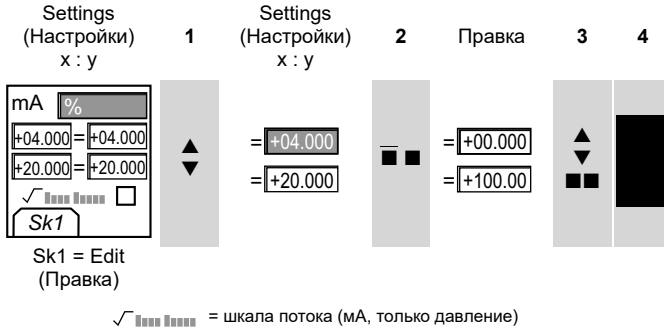 Settings (Настройки) x : y
1
Settings (Настройки) x : y
2
Правка
3
4
mA %
+04.000 = +04.000
+20.000 = +20.000
√
Sk1
= +04.000
= +20.000
= +00.000
= +100.00
Sk1 = Edit
(Правка)
√ = шкала потока (мА, только давление)